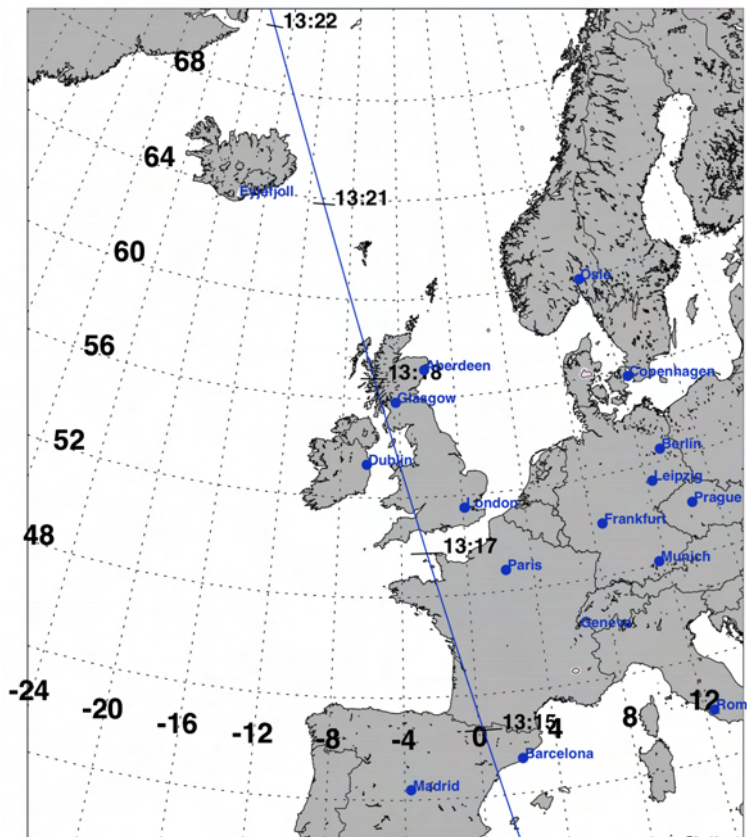 13:22
68
64
Eyjafjoll
13:21
60
Oslo
56
Aberdeen
13:18
Copenhagen
Glasgow
52
Berlin
Dublin
Leipzig
London
Prague
Frankfurt
48
13:17
Munich
Paris
Geneva
-24
-20
12
Rom
-16
8
13:15
-12
-8
-4
0
4
Barcelona
Madrid